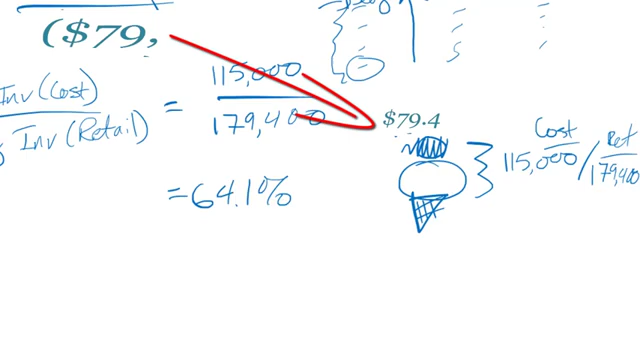 ($79,
Inv (Cost)
Inv (Retail)
=
115,000
179,400
=64.1%
$79.4
Cost
115,000
/
Ret
179,400